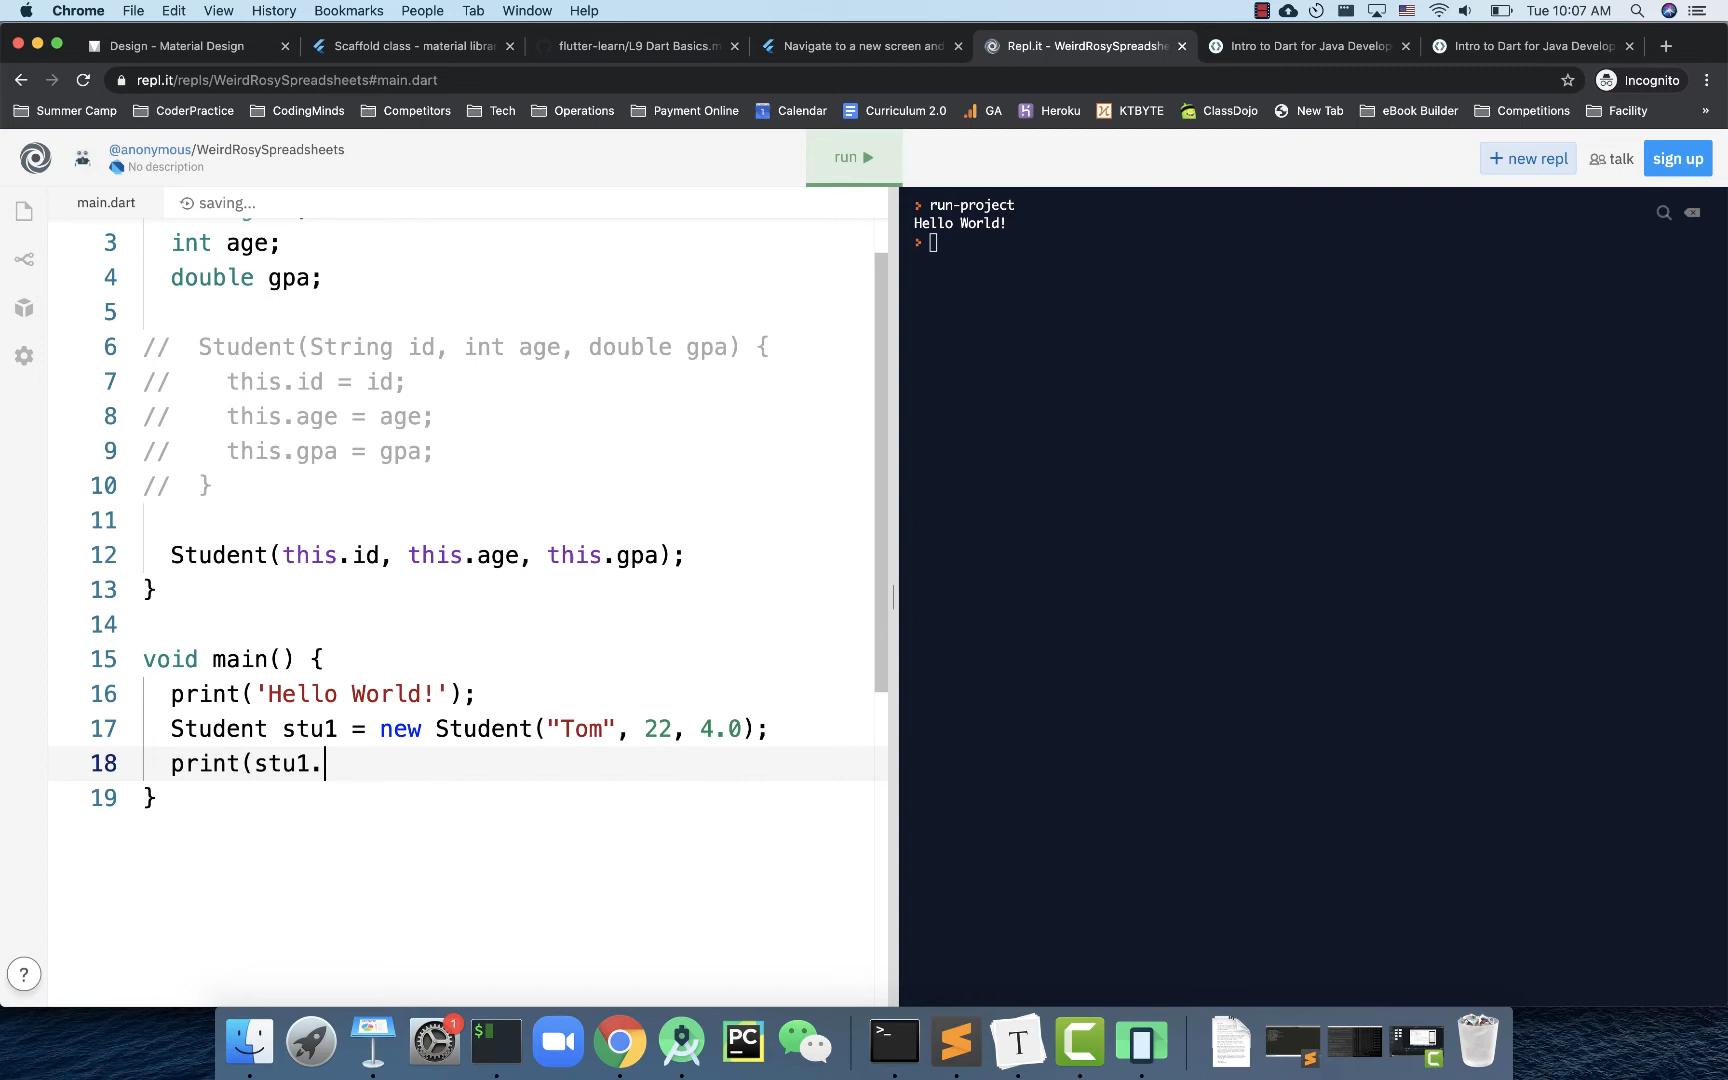 Chrome File Edit View History Bookmarks People Tab Window Help Tue 10:07 AM
Design - Material Design
Scaffold class - material librar
flutter-learn/L9 Dart Basics.m
Navigate to a new screen and
Repl.it - WeirdRosySpreadshe
Intro to Dart for Java Develop
Intro to Dart for Java Develop
repl.it/repls/WeirdRosySpreadsheets#main.dart
Incognito
Summer Camp CoderPractice CodingMinds Competitors Tech Operations Payment Online Calendar Curriculum 2.0 GA Heroku KTBYTE ClassDojo New Tab eBook Builder Competitions Facility »
@anonymous/WeirdRosySpreadsheets
No description
run
+ new repl
talk
sign up
main.dart
saving...
3 int age;
4 double gpa;
5
6 // Student(String id, int age, double gpa) {
7 // this.id = id;
8 // this.age = age;
9 // this.gpa = gpa;
10 // }
11
12 Student(this.id, this.age, this.gpa);
13 }
14
15 void main() {
16 print('Hello World!');
17 Student stu1 = new Student("Tom", 22, 4.0);
18 print(stu1.
19 }
run-project
Hello World!
?
1
$
PC
>_
T